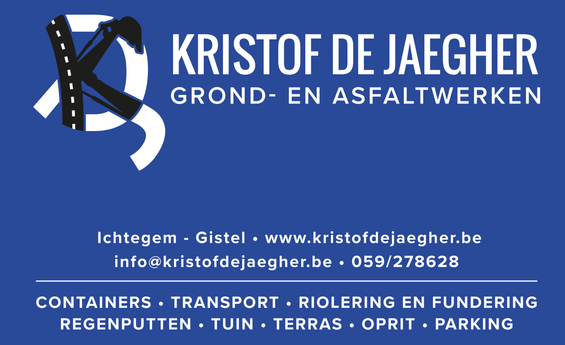 KRISTOF DE JAEGHER
GROND- EN ASFALTWERKEN
Ichtegem - Gistel • www.kristofdejaegher.be
info@kristofdejaegher.be • 059/278628
CONTAINERS • TRANSPORT • RIOLERING EN FUNDERING
REGENPUTTEN • TUIN • TERRAS • OPRIT • PARKING